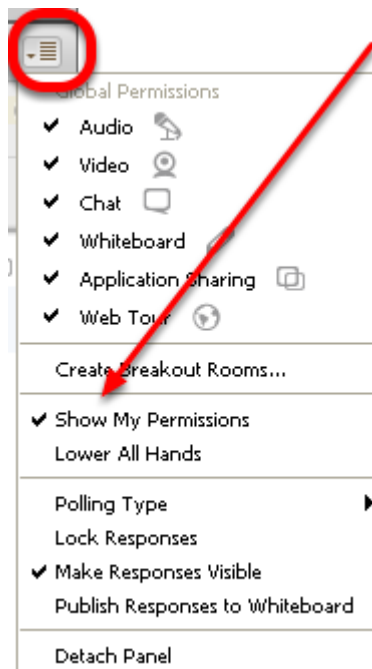 Global Permissions
Audio
Video
Chat
Whiteboard
Application Sharing
Web Tour
Create Breakout Rooms...
Show My Permissions
Lower All Hands
Polling Type
Lock Responses
Make Responses Visible
Publish Responses to Whiteboard
Detach Panel